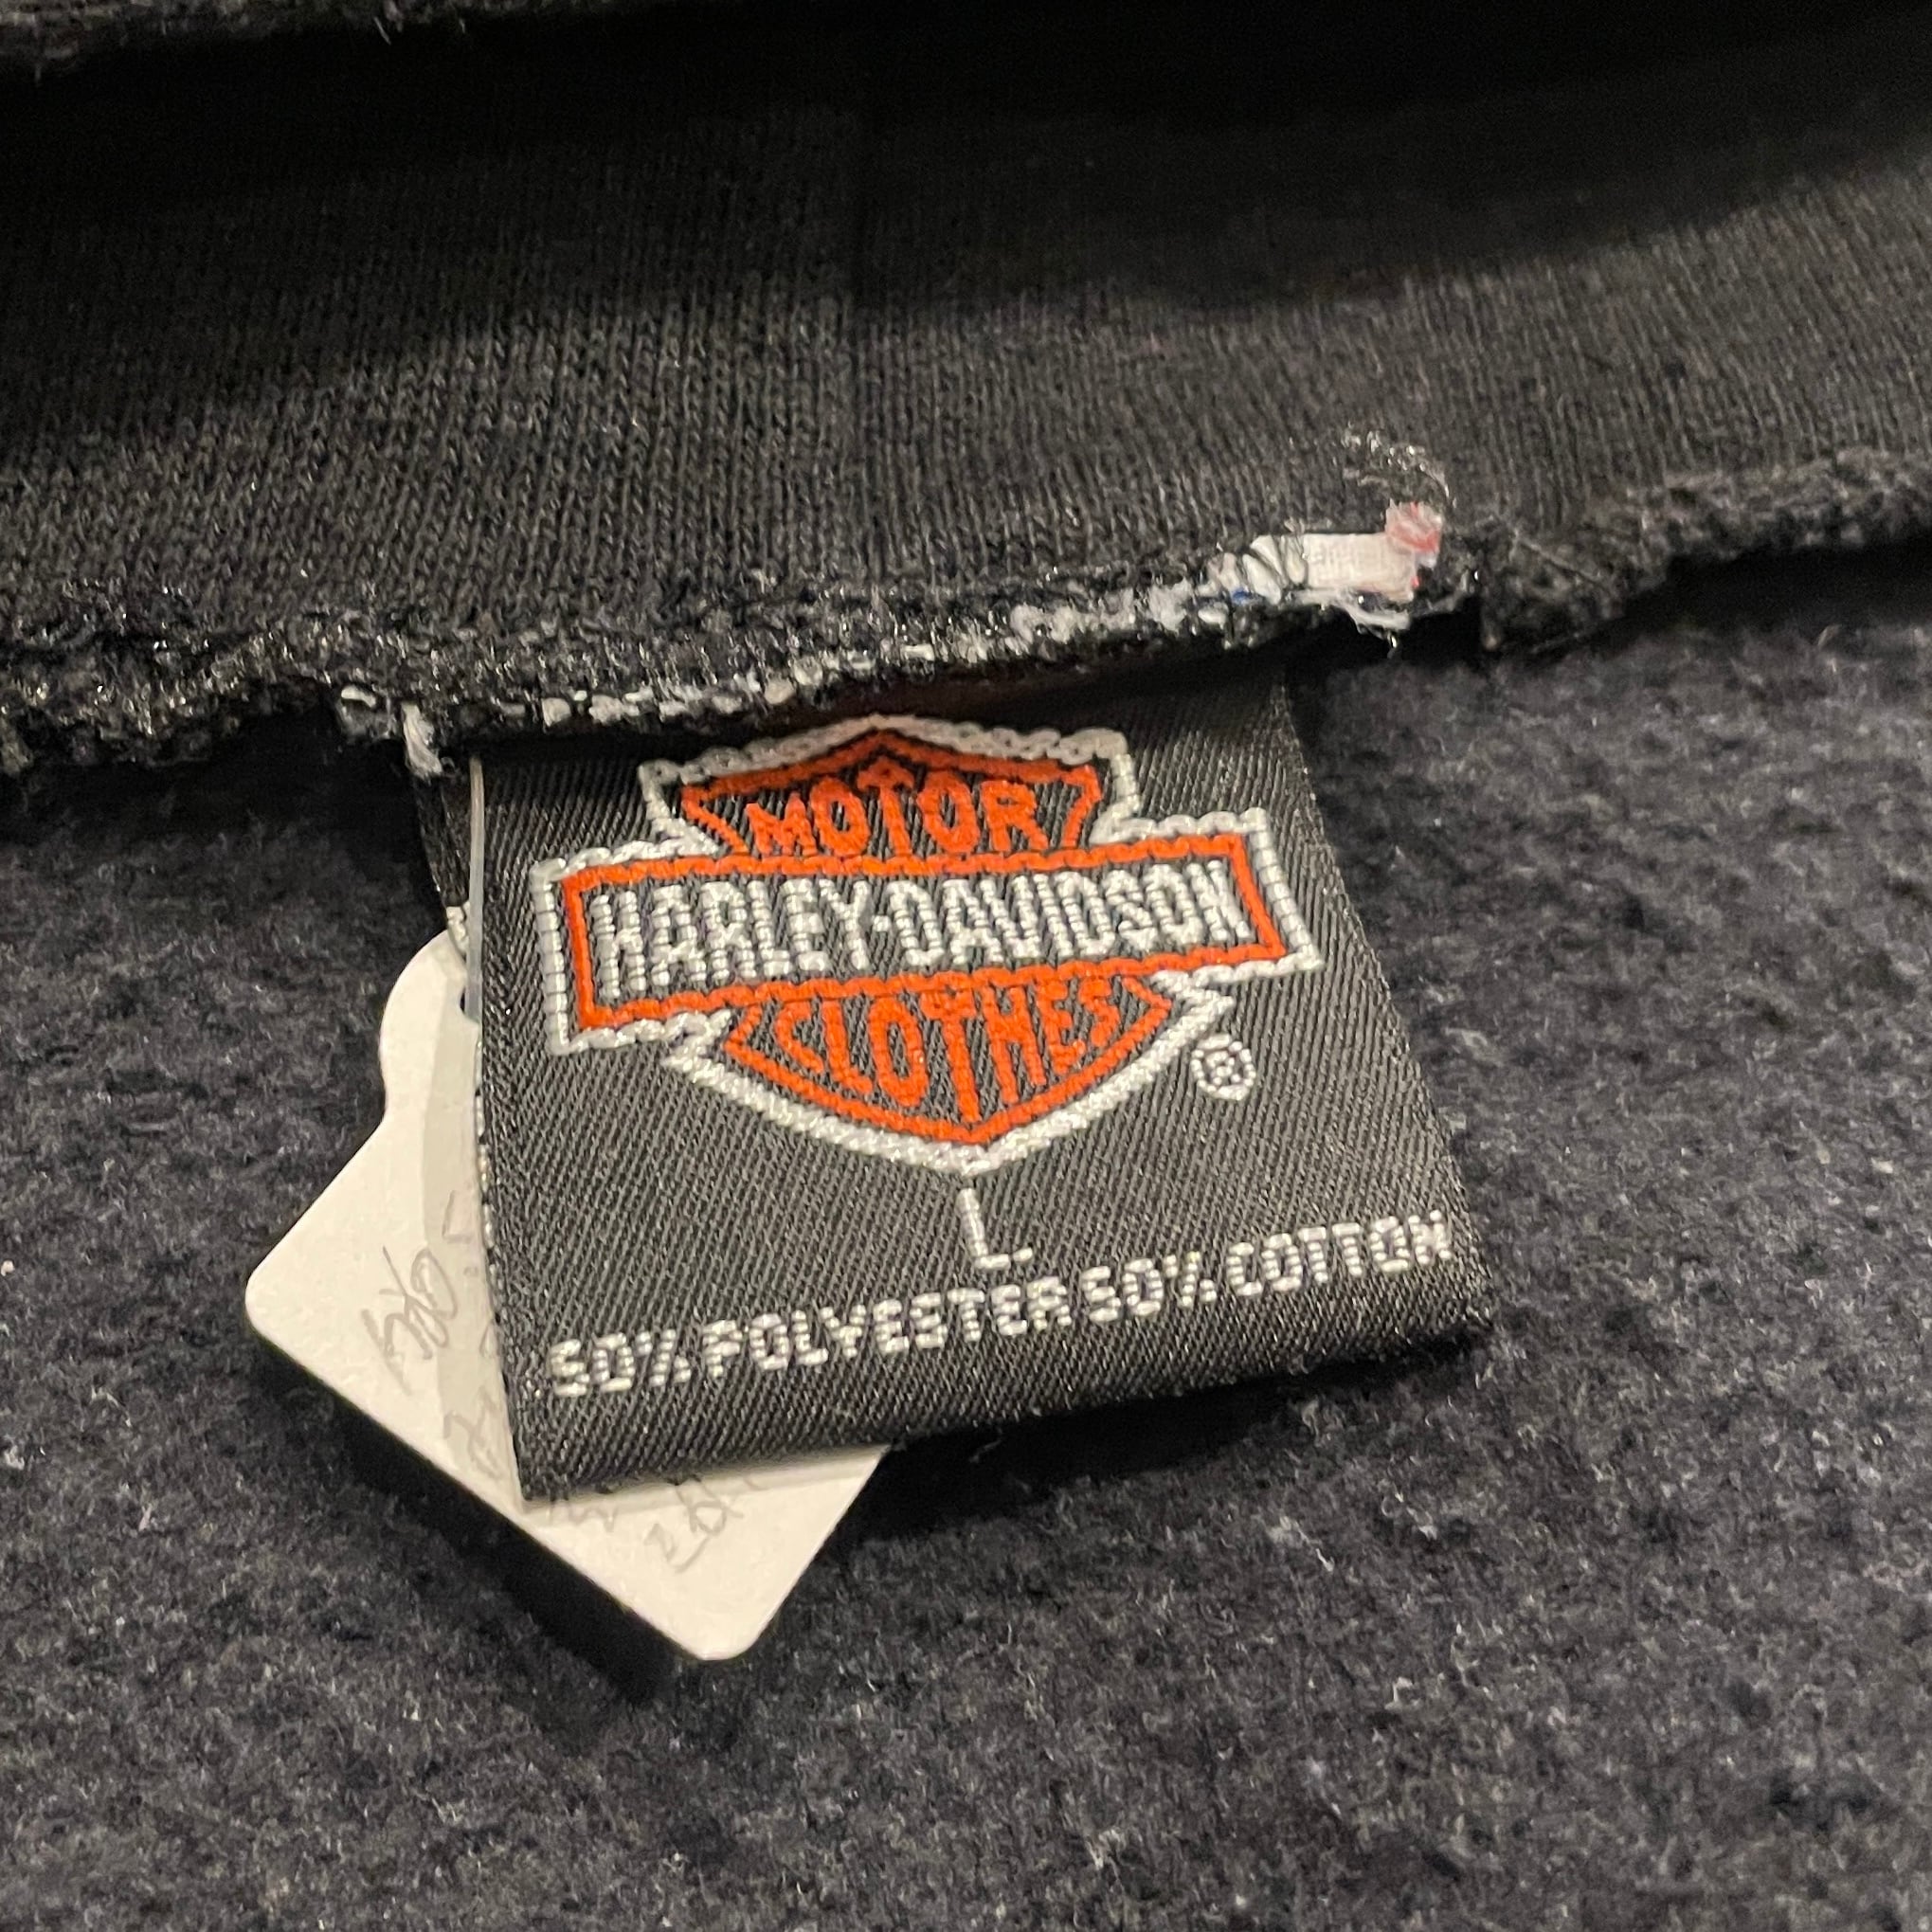 MOTOR
HARLEY-DAVIDSON
CLOTHES
®
L
50% POLYESTER 50% COTTON